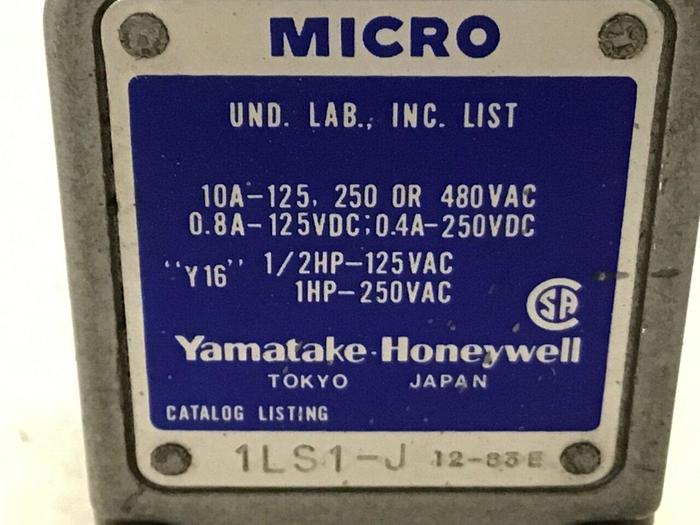 MICRO
UND. LAB., INC. LIST
10A-125, 250 OR 480VAC
0.8A-125VDC; 0.4A-250VDC
"Y16" 1/2HP-125VAC
1HP-250VAC
SA
Yamatake-Honeywell
TOKYO JAPAN
CATALOG LISTING
1LS1-J 12-83E